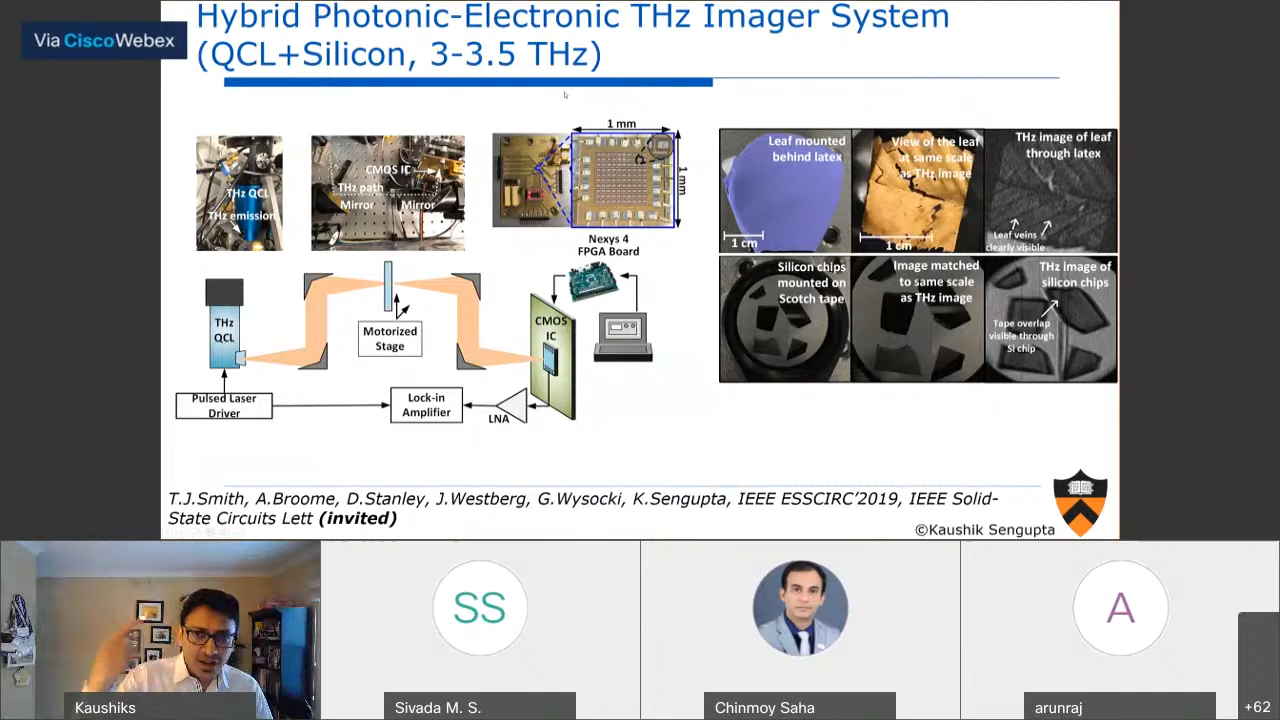 Via Cisco Webex
Hybrid Photonic-Electronic THz Imager System
(QCL+Silicon, 3-3.5 THz)
THz QCL
THz emission
CMOS IC
THz path
Mirror
Mirror
1 mm
1 mm
Nexys 4
FPGA Board
THz
QCL
Motorized
Stage
CMOS
IC
Pulsed Laser
Driver
Lock-in
Amplifier
LNA
Leaf mounted
behind latex
1 cm
View of the leaf
at same scale
as THz image
1 cm
THz image of leaf
through latex
Leaf veins
clearly visible
Silicon chips
mounted on
Scotch tape
Image matched
to same scale
as THz image
THz image of
silicon chips
Tape overlap
visible through
Si chip
T.J.Smith, A.Broome, D.Stanley, J.Westberg, G.Wysocki, K.Sengupta, IEEE ESSCIRC’2019, IEEE Solid-
State Circuits Lett (invited)
©Kaushik Sengupta
SS
A
Kaushiks
Sivada M. S.
Chinmoy Saha
arunraj
+62